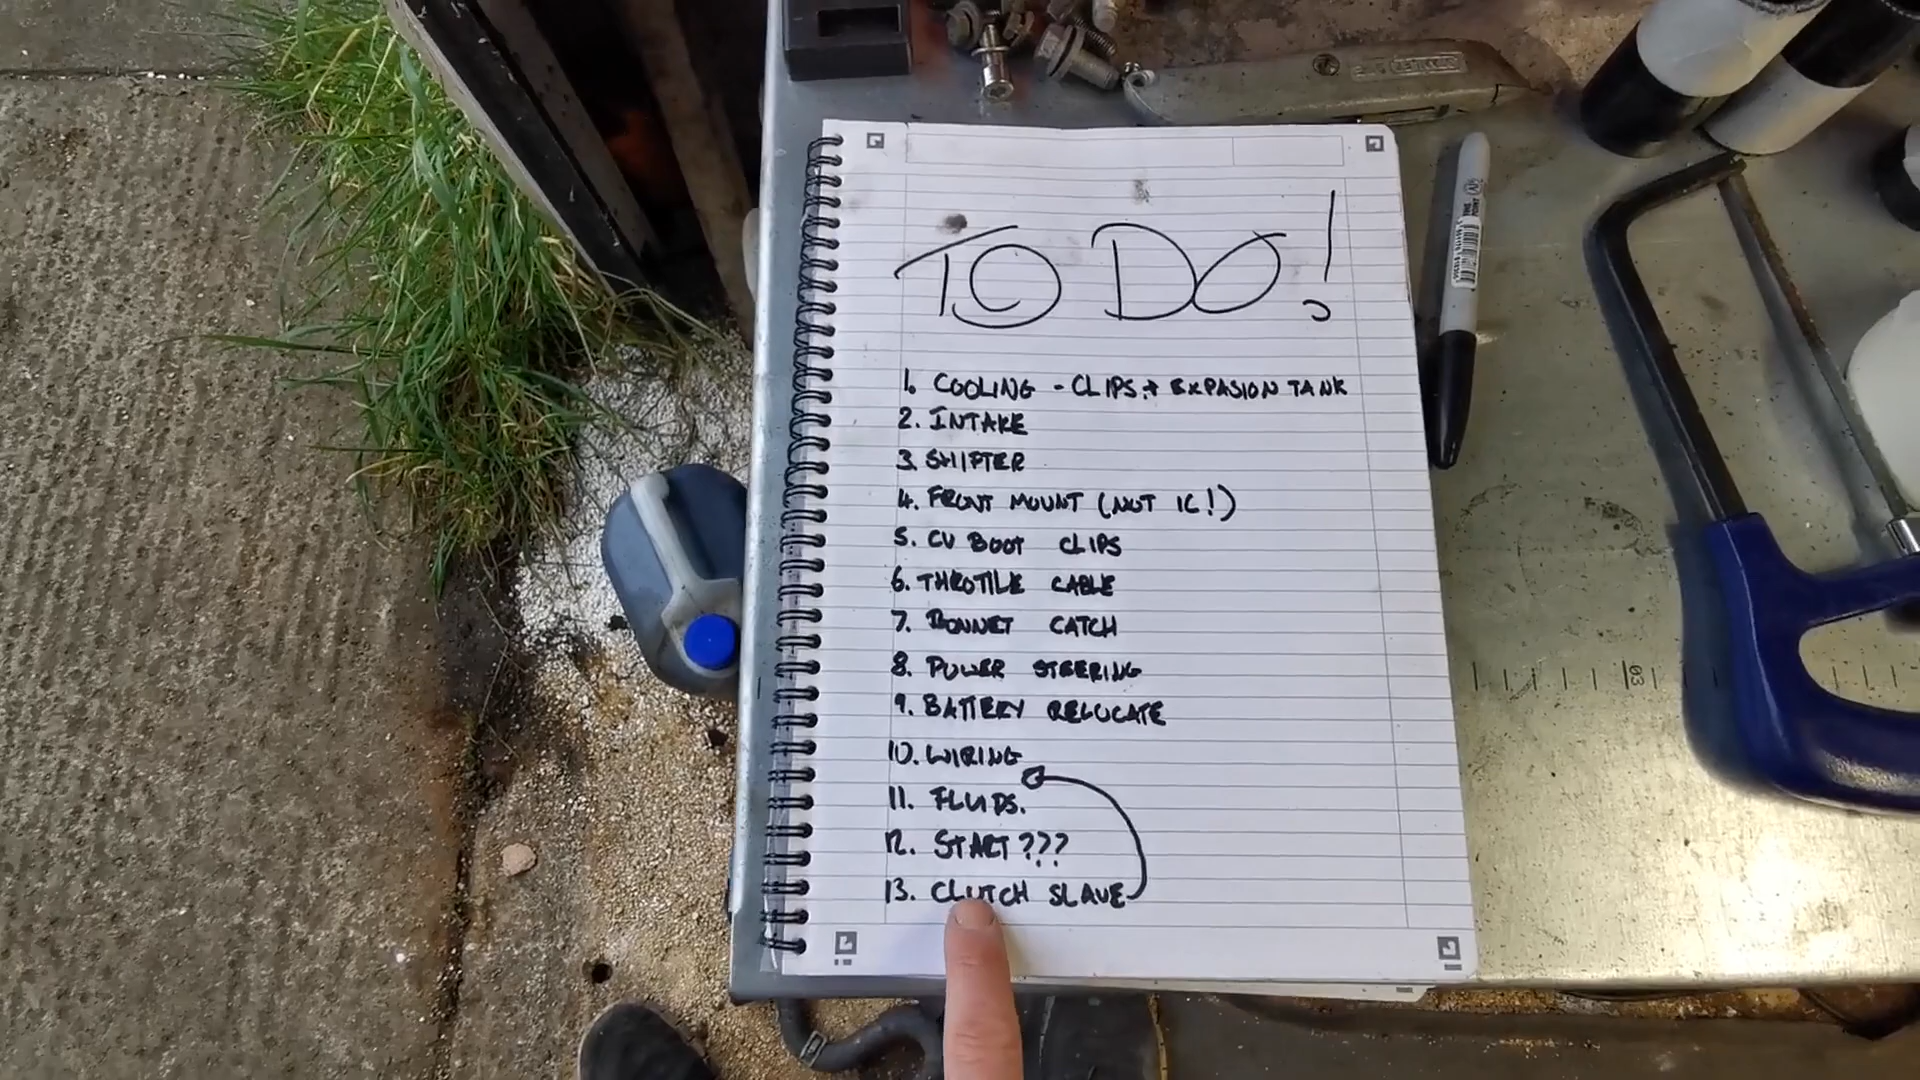 TO DO!
1. COOLING - CLIPS + EXPASION TANK
2. INTAKE
3. SHIFTER
4. FRONT MOUNT (NOT IC!)
5. CV BOOT CLIPS
6. THROTTLE CABLE
7. BONNET CATCH
8. POWER STEERING
9. BATTERY RELOCATE
10. WIRING
11. FLUIDS.
12. START???
13. CLUTCH SLAVE